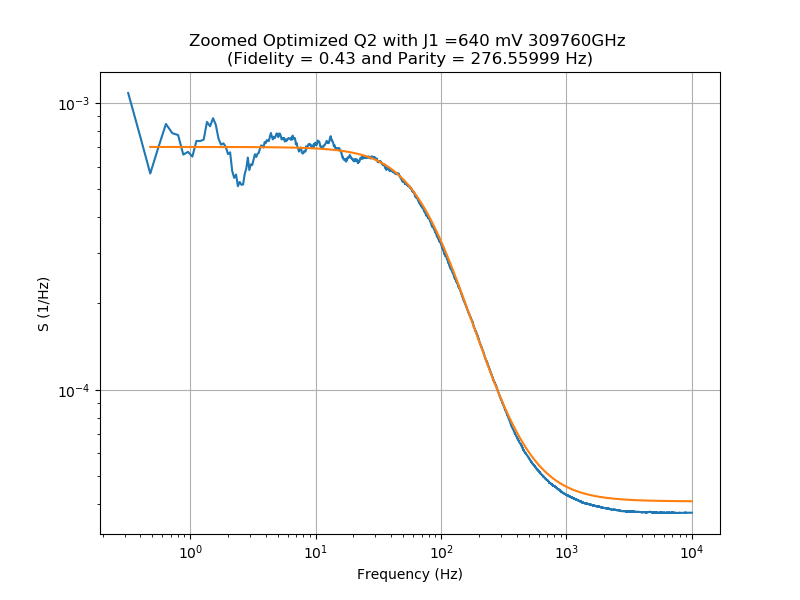 Zoomed Optimized Q2 with J1 =640 mV 309760GHz
(Fidelity = 0.43 and Parity = 276.55999 Hz)
10⁻³
10⁻⁴
S (1/Hz)
10⁰ 10¹ 10² 10³ 10⁴
Frequency (Hz)